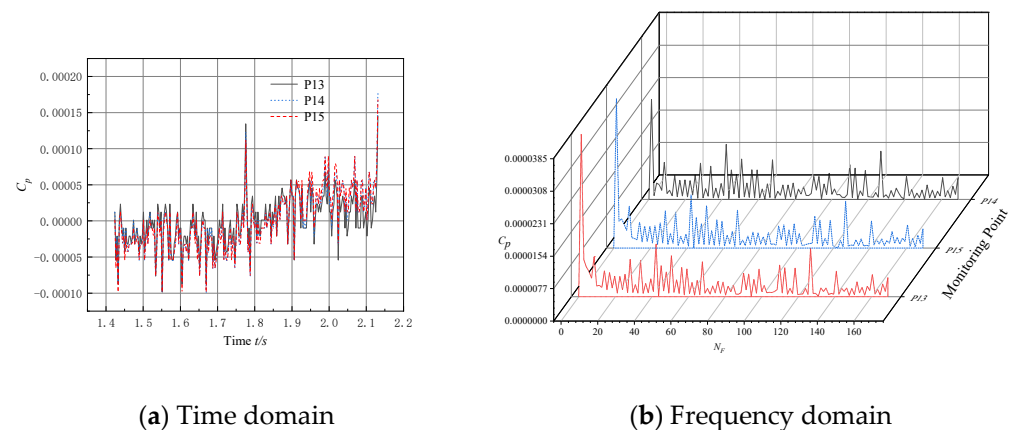 0.00020
0.00015
0.00010
0.00005
0.00000
-0.00005
-0.00010
Cp
P13
P14
P15
1.4 1.5 1.6 1.7 1.8 1.9 2.0 2.1 2.2
Time t/s
0.0000385
0.0000308
0.0000231
0.0000154
0.0000077
0.0000000
Cp
0 20 40 60 80 100 120 140 160
NF
P14
P15
P13
Monitoring Point
(a) Time domain
(b) Frequency domain